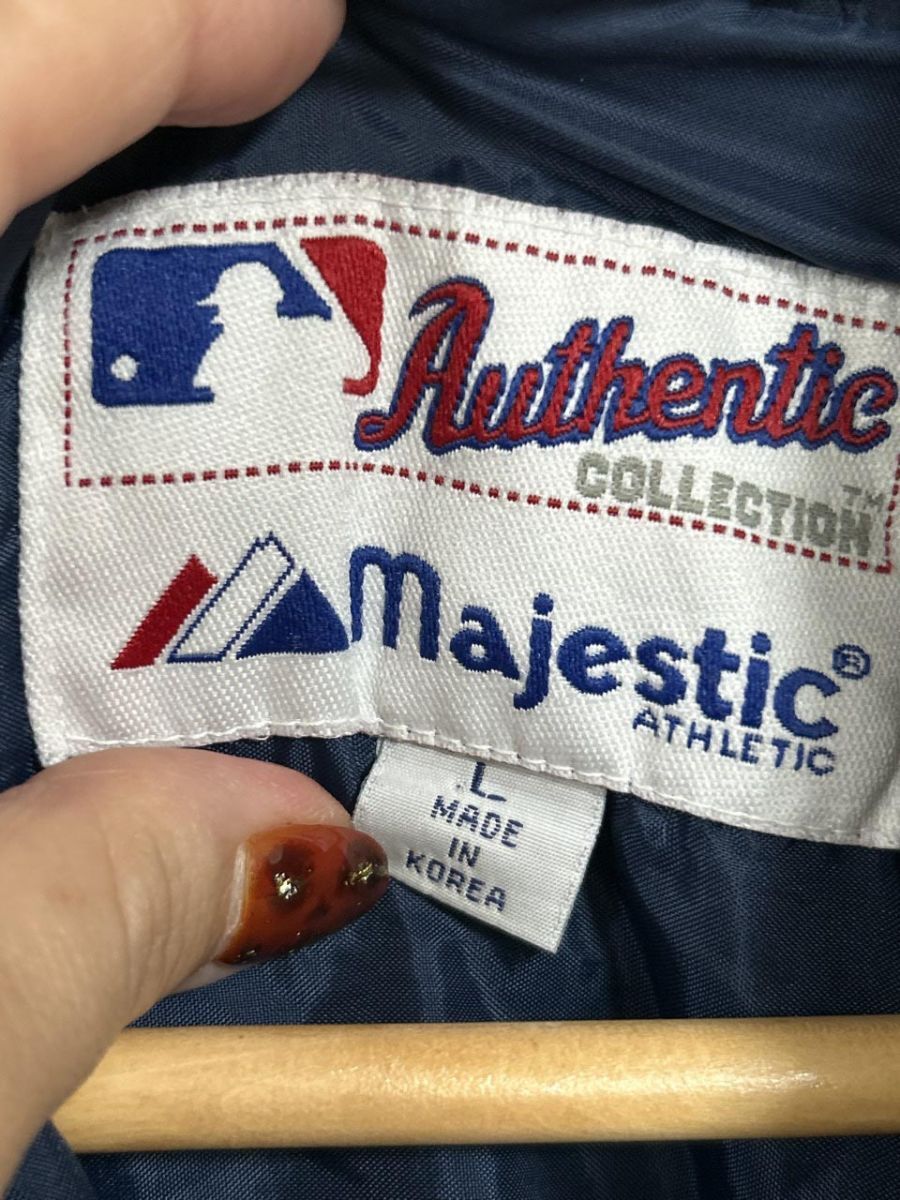 Authentic
COLLECTION™
Majestic®
ATHLETIC
L
MADE
IN
KOREA